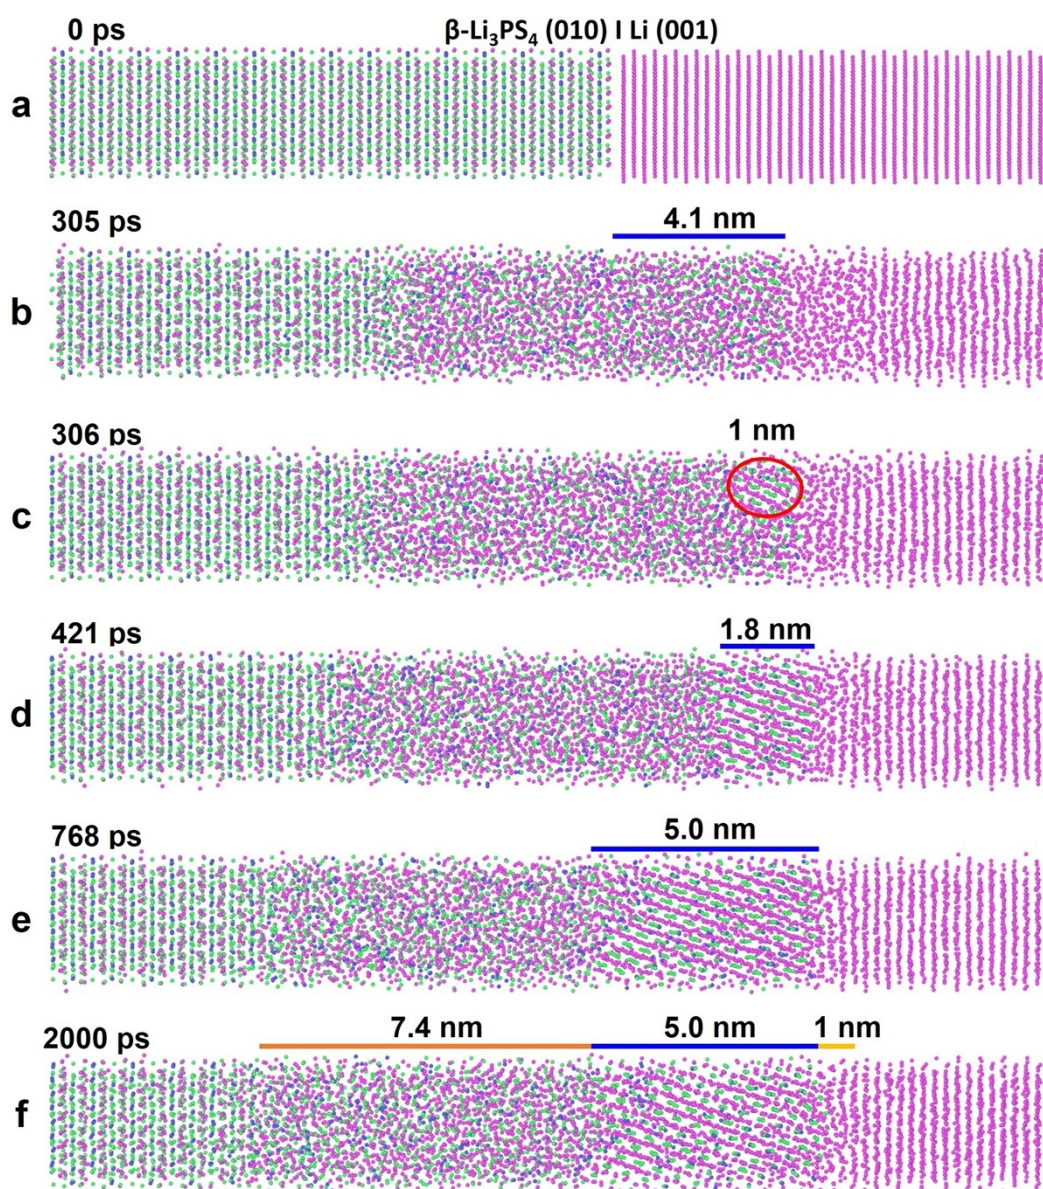 0 ps
β-Li₃PS₄ (010) I Li (001)
a
305 ps
4.1 nm
b
306 ps
1 nm
c
421 ps
1.8 nm
d
768 ps
5.0 nm
e
2000 ps
7.4 nm
5.0 nm
1 nm
f